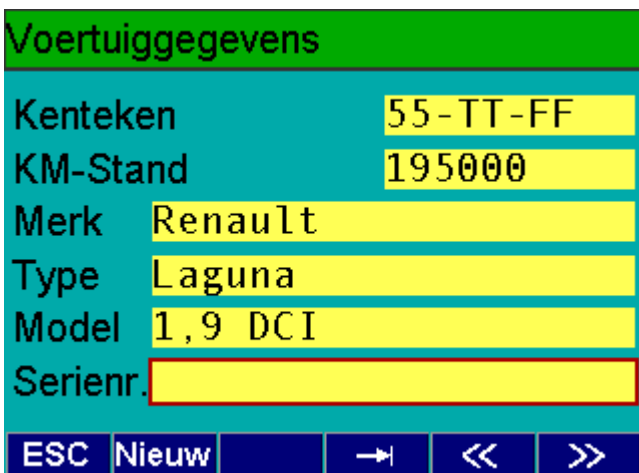 Voertuiggegevens
Kenteken 55-TT-FF
KM-Stand 195000
Merk Renault
Type Laguna
Model 1,9 DCI
Serienr.
ESC Nieuw →| << >>